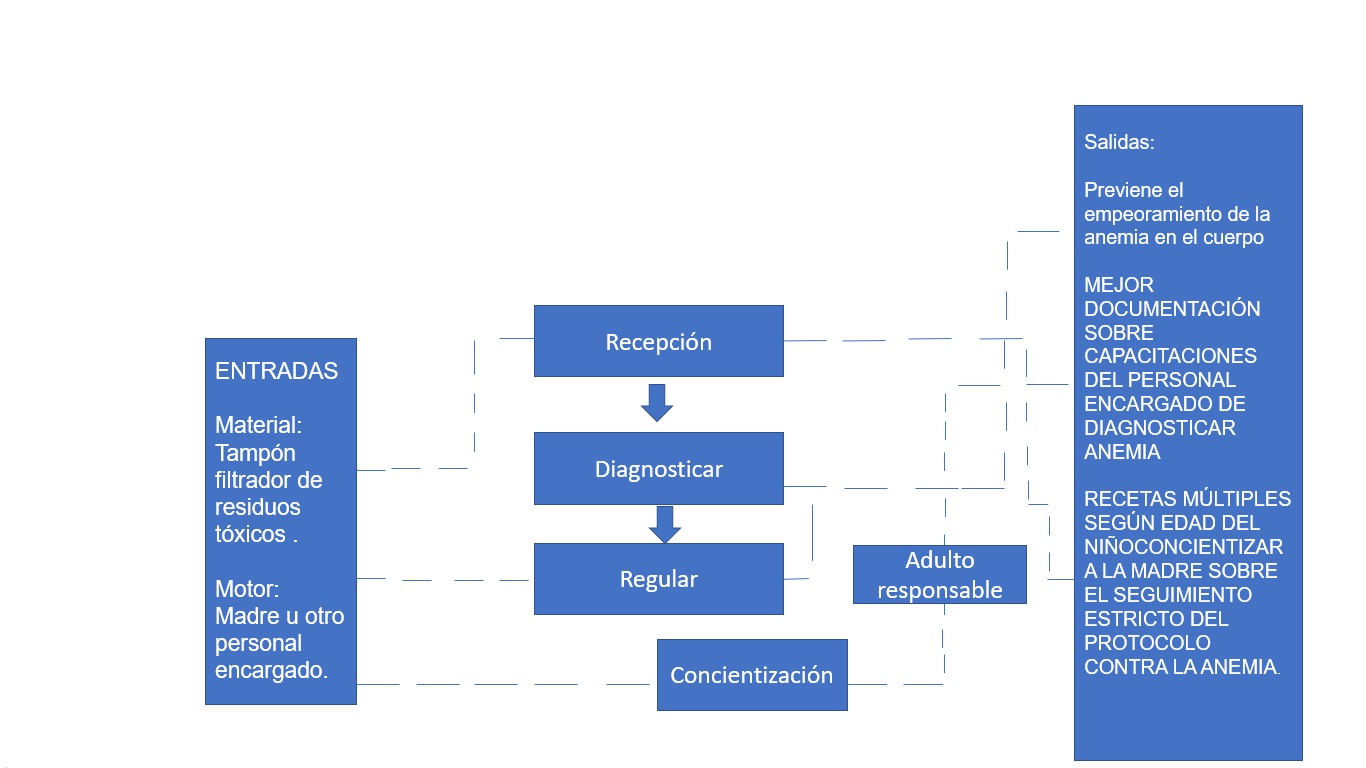 ENTRADAS
Material:
Tampón
filtrador de
residuos
tóxicos .
Motor:
Madre u otro
personal
encargado.
Recepción
Diagnosticar
Regular
Concientización
Adulto
responsable
Salidas:
Previene el
empeoramiento de la
anemia en el cuerpo
MEJOR
DOCUMENTACIÓN
SOBRE
CAPACITACIONES
DEL PERSONAL
ENCARGADO DE
DIAGNOSTICAR
ANEMIA
RECETAS MÚLTIPLES
SEGÚN EDAD DEL
NIÑOCONCIENTIZAR
A LA MADRE SOBRE
EL SEGUIMIENTO
ESTRICTO DEL
PROTOCOLO
CONTRA LA ANEMIA.